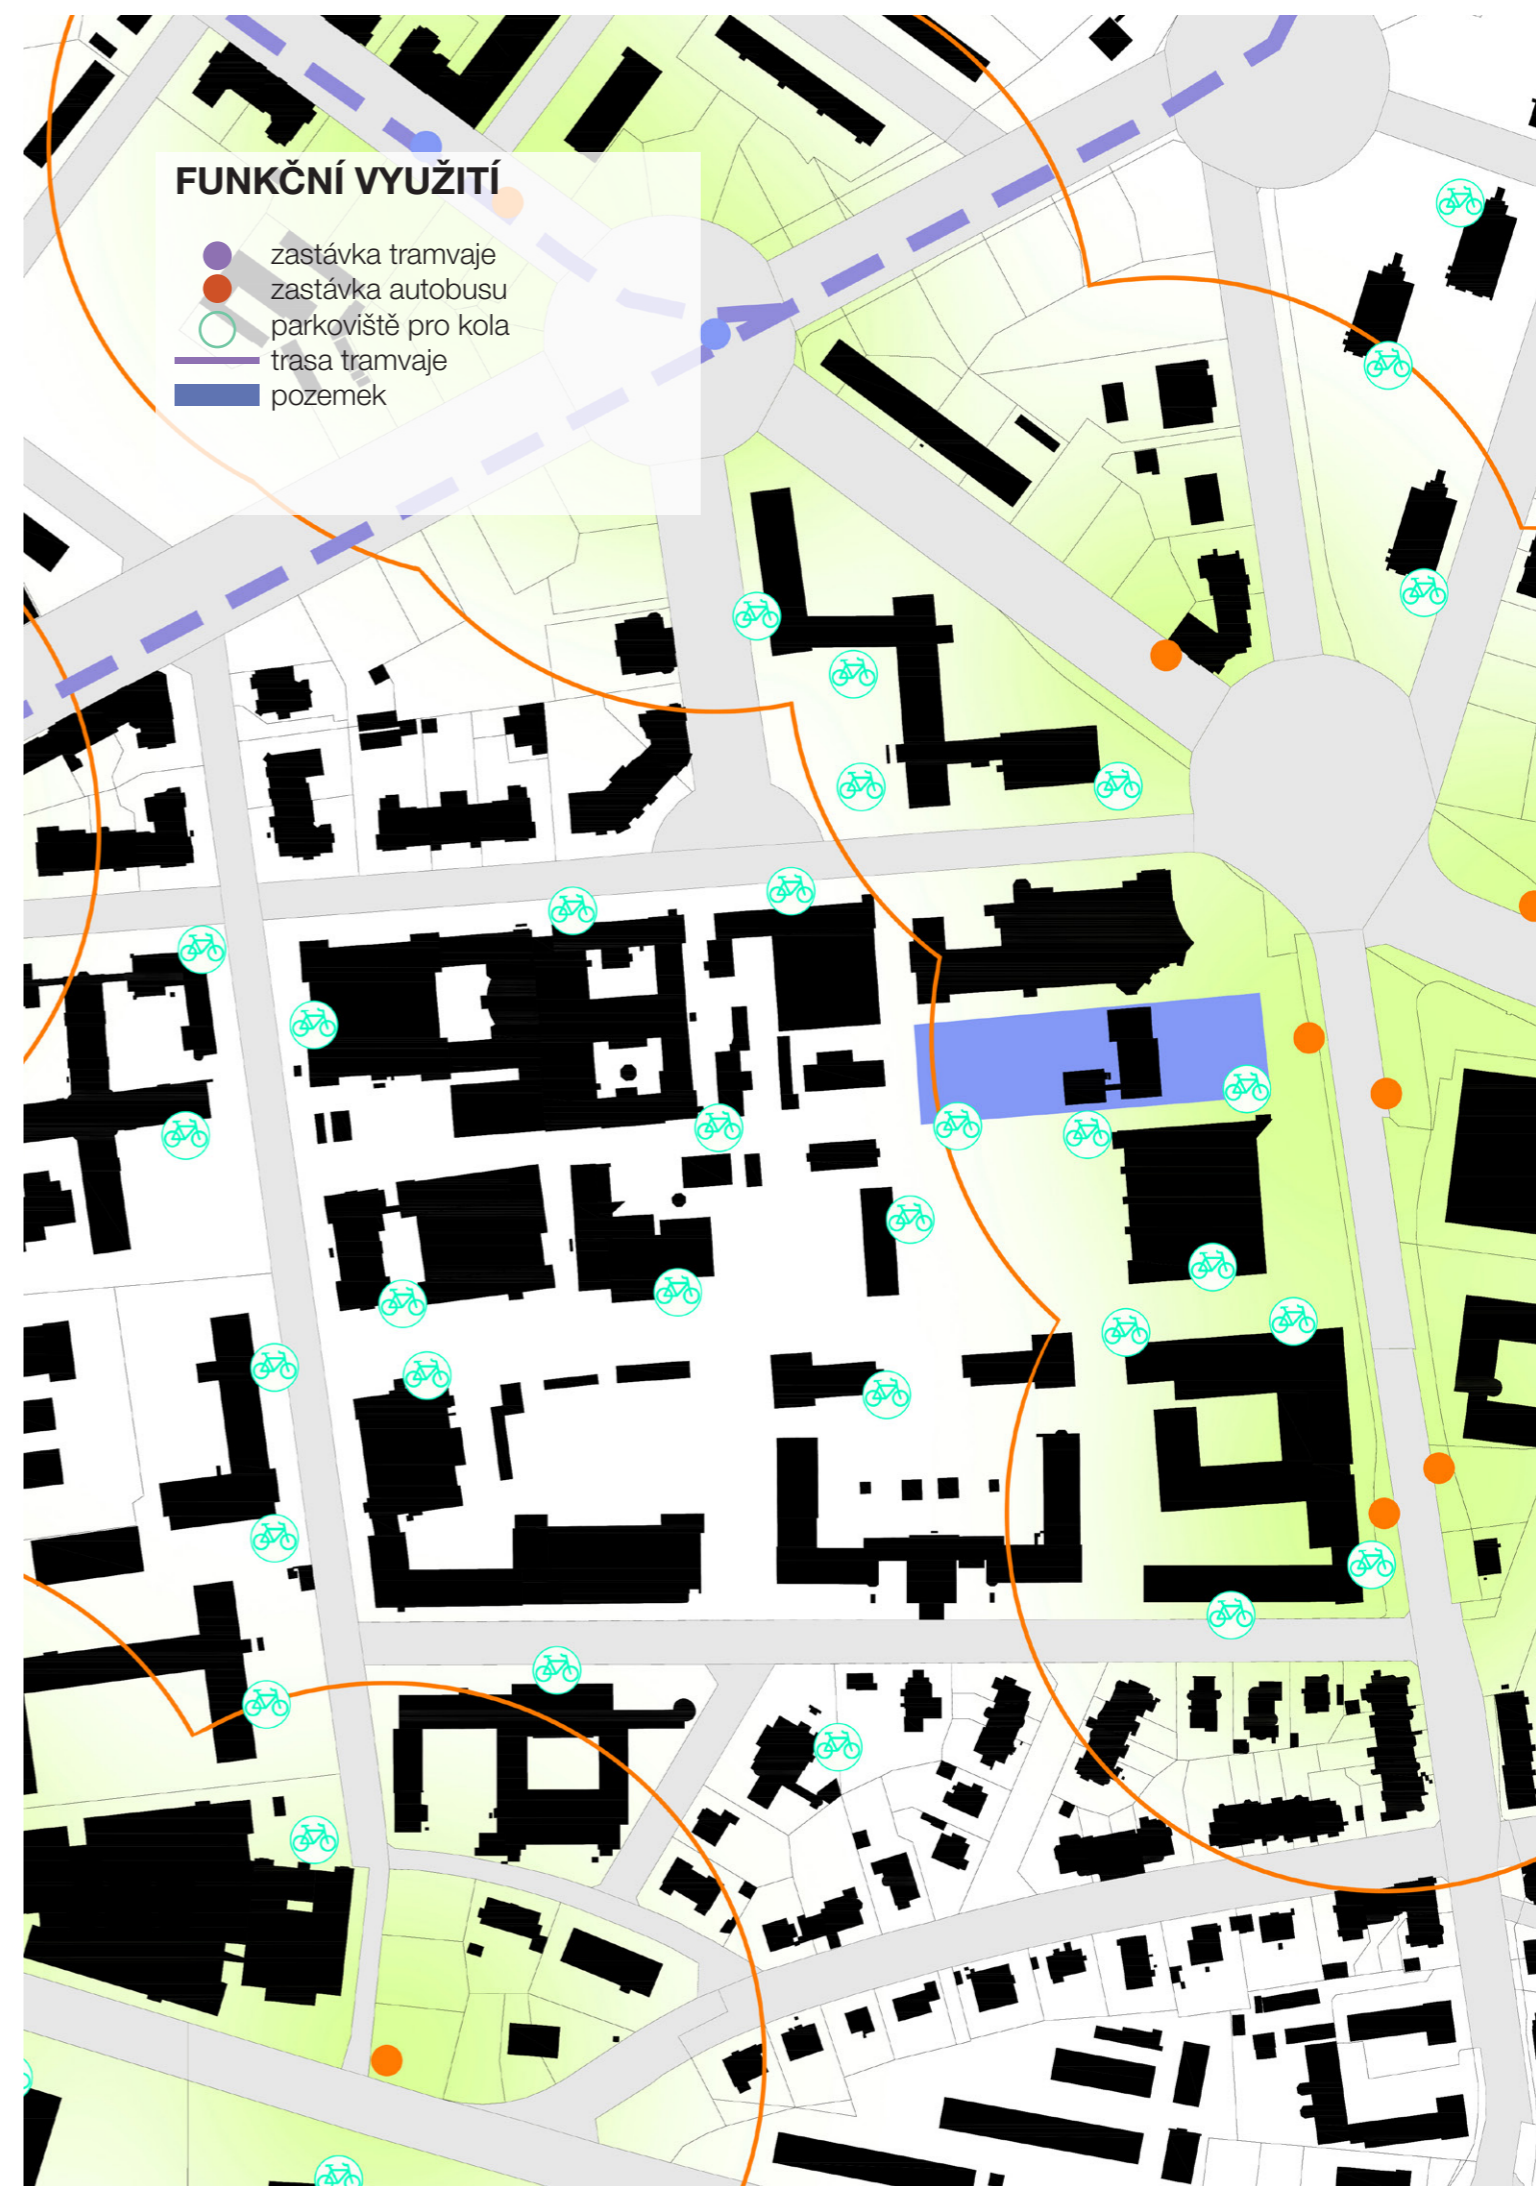 FUNKČNÍ VYUŽITÍ
zastávka tramvaje
zastávka autobusu
parkoviště pro kola
trasa tramvaje
pozemek